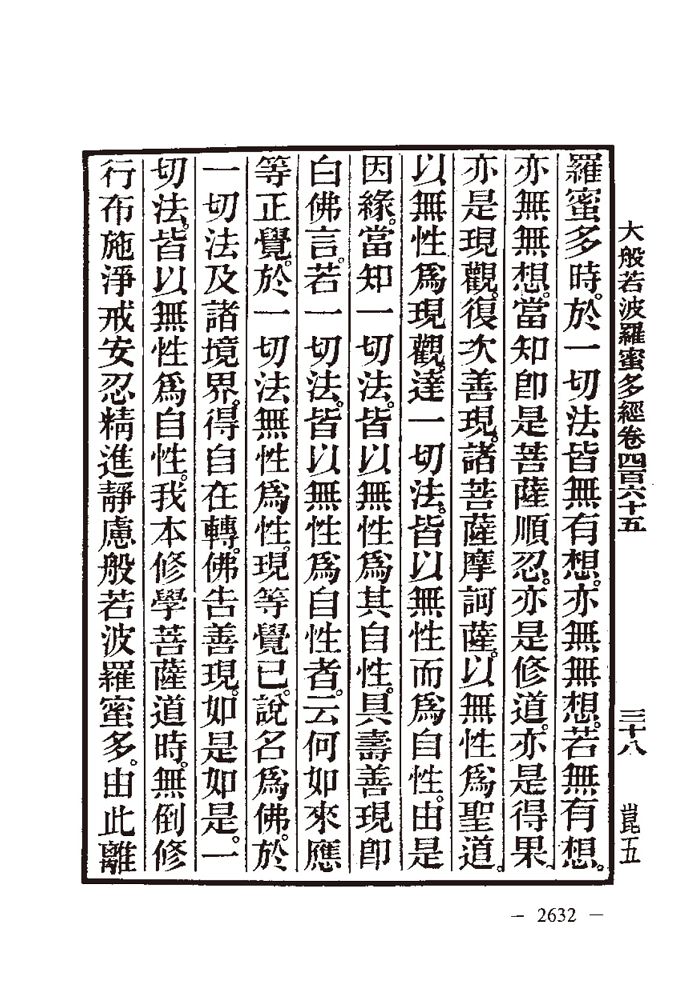 大般若波羅蜜多經卷四百六十五 三十八 崑五
羅蜜多時。於一切法皆無有想。亦無無想。若無有想。
亦無無想。當知卽是菩薩順忍。亦是修道。亦是得果。
亦是現觀。復次善現。諸菩薩摩訶薩。以無性爲聖道。
以無性爲現觀。達一切法。皆以無性而爲自性。由是
因緣。當知一切法。皆以無性爲其自性。具壽善現卽
白佛言。若一切法。皆以無性爲自性者。云何如來應
等正覺。於一切法無性爲性。現等覺已。說名爲佛。於
一切法及諸境界。得自在轉。佛告善現。如是如是。一
切法。皆以無性爲自性。我本修學菩薩道時。無倒修
行布施淨戒安忍精進靜慮般若波羅蜜多。由此離
— 2632 —